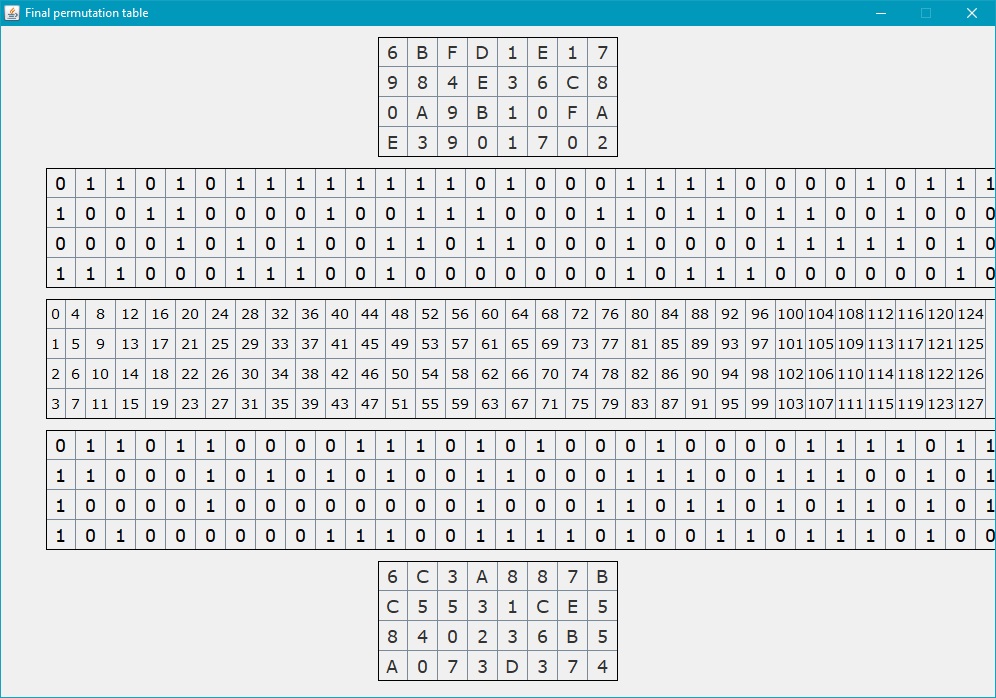 Final permutation table
6 B F D 1 E 1 7
9 8 4 E 3 6 C 8
0 A 9 B 1 0 F A
E 3 9 0 1 7 0 2
0 1 1 0 1 0 1 1 1 1 1 1 1 1 0 1 0 0 0 1 1 1 1 0 0 0 0 1 0 1 1 1
1 0 0 1 1 0 0 0 0 1 0 0 1 1 1 0 0 0 1 1 0 1 1 0 1 1 0 0 1 0 0 0
0 0 0 0 1 0 1 0 1 0 0 1 1 0 1 1 0 0 0 1 0 0 0 0 1 1 1 1 1 0 1 0
1 1 1 0 0 0 1 1 1 0 0 1 0 0 0 0 0 0 0 1 0 1 1 1 0 0 0 0 0 0 1 0
0 4 8 12 16 20 24 28 32 36 40 44 48 52 56 60 64 68 72 76 80 84 88 92 96 100 104 108 112 116 120 124
1 5 9 13 17 21 25 29 33 37 41 45 49 53 57 61 65 69 73 77 81 85 89 93 97 101 105 109 113 117 121 125
2 6 10 14 18 22 26 30 34 38 42 46 50 54 58 62 66 70 74 78 82 86 90 94 98 102 106 110 114 118 122 126
3 7 11 15 19 23 27 31 35 39 43 47 51 55 59 63 67 71 75 79 83 87 91 95 99 103 107 111 115 119 123 127
0 1 1 0 1 1 0 0 0 0 1 1 1 0 1 0 1 0 0 0 1 0 0 0 0 1 1 1 1 0 1 1
1 1 0 0 0 1 0 1 0 1 0 1 0 0 1 1 0 0 0 1 1 1 0 0 1 1 1 0 0 1 0 1
1 0 0 0 0 1 0 0 0 0 0 0 0 0 1 0 0 0 1 1 0 1 1 0 1 0 1 1 0 1 0 1
1 0 1 0 0 0 0 0 0 1 1 1 0 0 1 1 1 1 0 1 0 0 1 1 0 1 1 1 0 1 0 0
6 C 3 A 8 8 7 B
C 5 5 3 1 C E 5
8 4 0 2 3 6 B 5
A 0 7 3 D 3 7 4